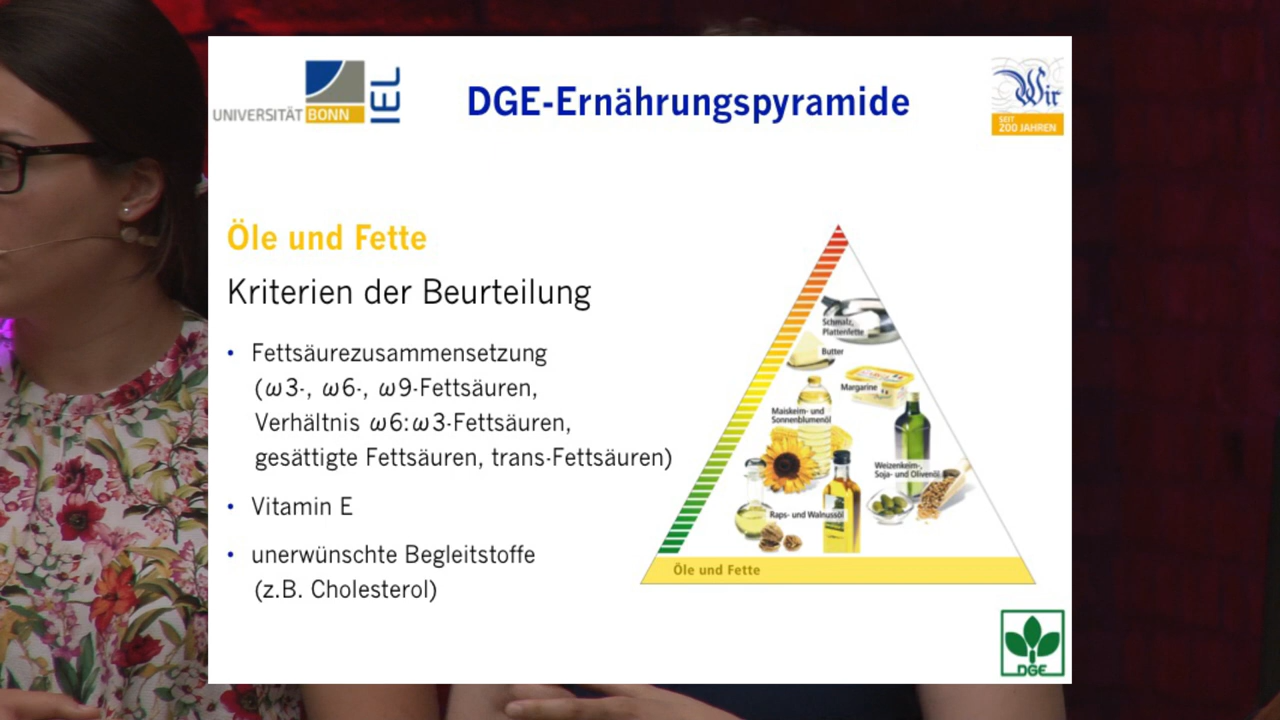 UNIVERSITÄT BONN
IEL
DGE-Ernährungspyramide
Wir
SEIT
200 JAHREN
Öle und Fette
Kriterien der Beurteilung
• Fettsäurezusammensetzung
(ω3-, ω6-, ω9-Fettsäuren,
Verhältnis ω6:ω3-Fettsäuren,
gesättigte Fettsäuren, trans-Fettsäuren)
• Vitamin E
• unerwünschte Begleitstoffe
(z.B. Cholesterol)
Schmalz,
Plattenfette
Butter
Margarine
Maiskeim- und
Sonnenblumenöl
Weizenkeim-,
Soja- und Olivenöl
Raps- und Walnussöl
Öle und Fette
DGE